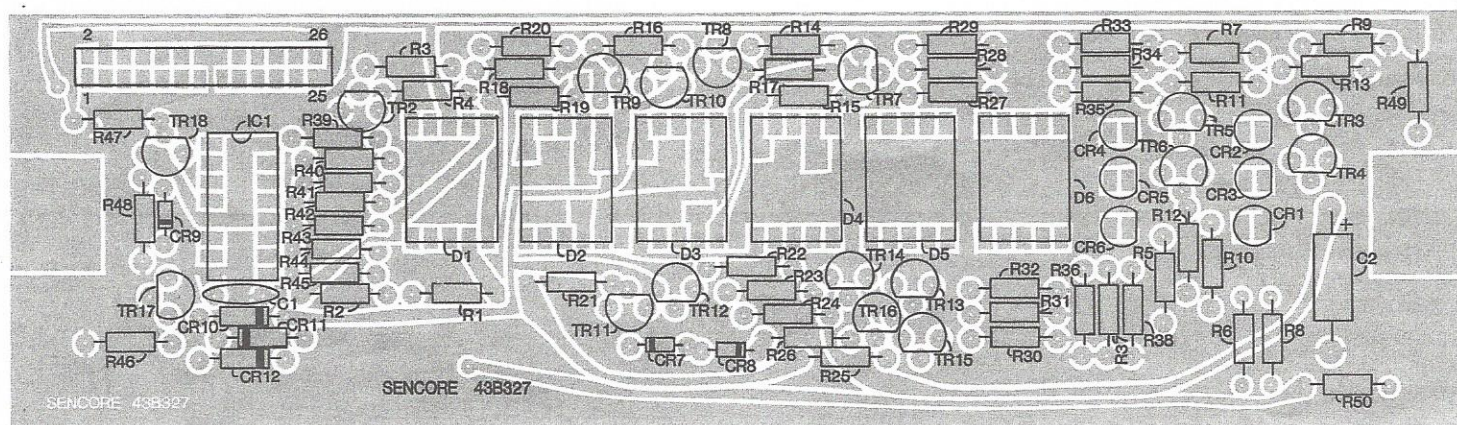 2 26
R3
R20
R16
TR8
R14
R29
R33
R7
R9
R28
R34
R18
R17
R13
R4
R19
TR9
TR10
R15
TR7
R27
R35
R11
R49
1 25
TR2
R47
TR18
IC1
R39
TR5
TR3
CR4
TR6
CR2
R40
TR4
R41
CR5
CR3
D6
R48
R42
D4
R12
CR1
CR9
R43
CR6
D1
D2
D3
D5
R44
R22
TR14
R5
R10
+
C2
R45
R23
R32
R36
C1
R2
R1
R21
TR12
R24
TR13
R31
TR17
CR10
CR11
TR11
TR16
R46
CR12
CR7
CR8
R26
R25
TR15
R30
R37
R38
R6
R8
R50
SENCORE 43B327
SENCORE 43B327